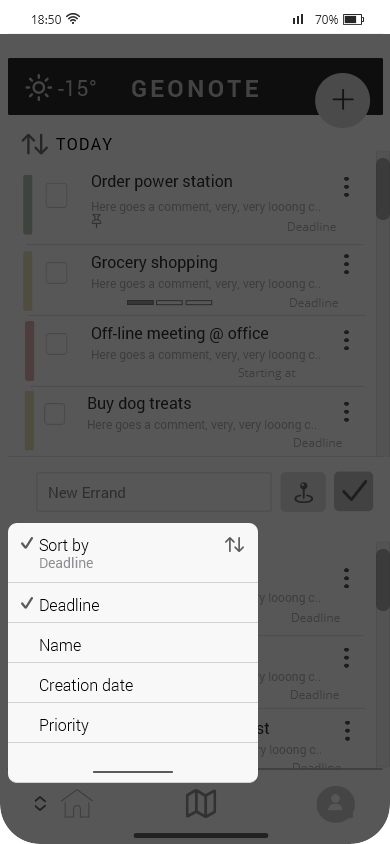 18:50
70%
-15°
GEONOTE
TODAY
Order power station
Here goes a comment, very, very looong c..
Deadline
Grocery shopping
Here goes a comment, very, very looong c..
Deadline
Off-line meeting @ office
Here goes a comment, very, very looong c..
Starting at
Buy dog treats
Here goes a comment, very, very looong c..
Deadline
New Errand
Sort by
Deadline
Deadline
Name
Creation date
Priority
y looong c..
Deadline
y looong c..
Deadline
st
y looong c..
Deadline